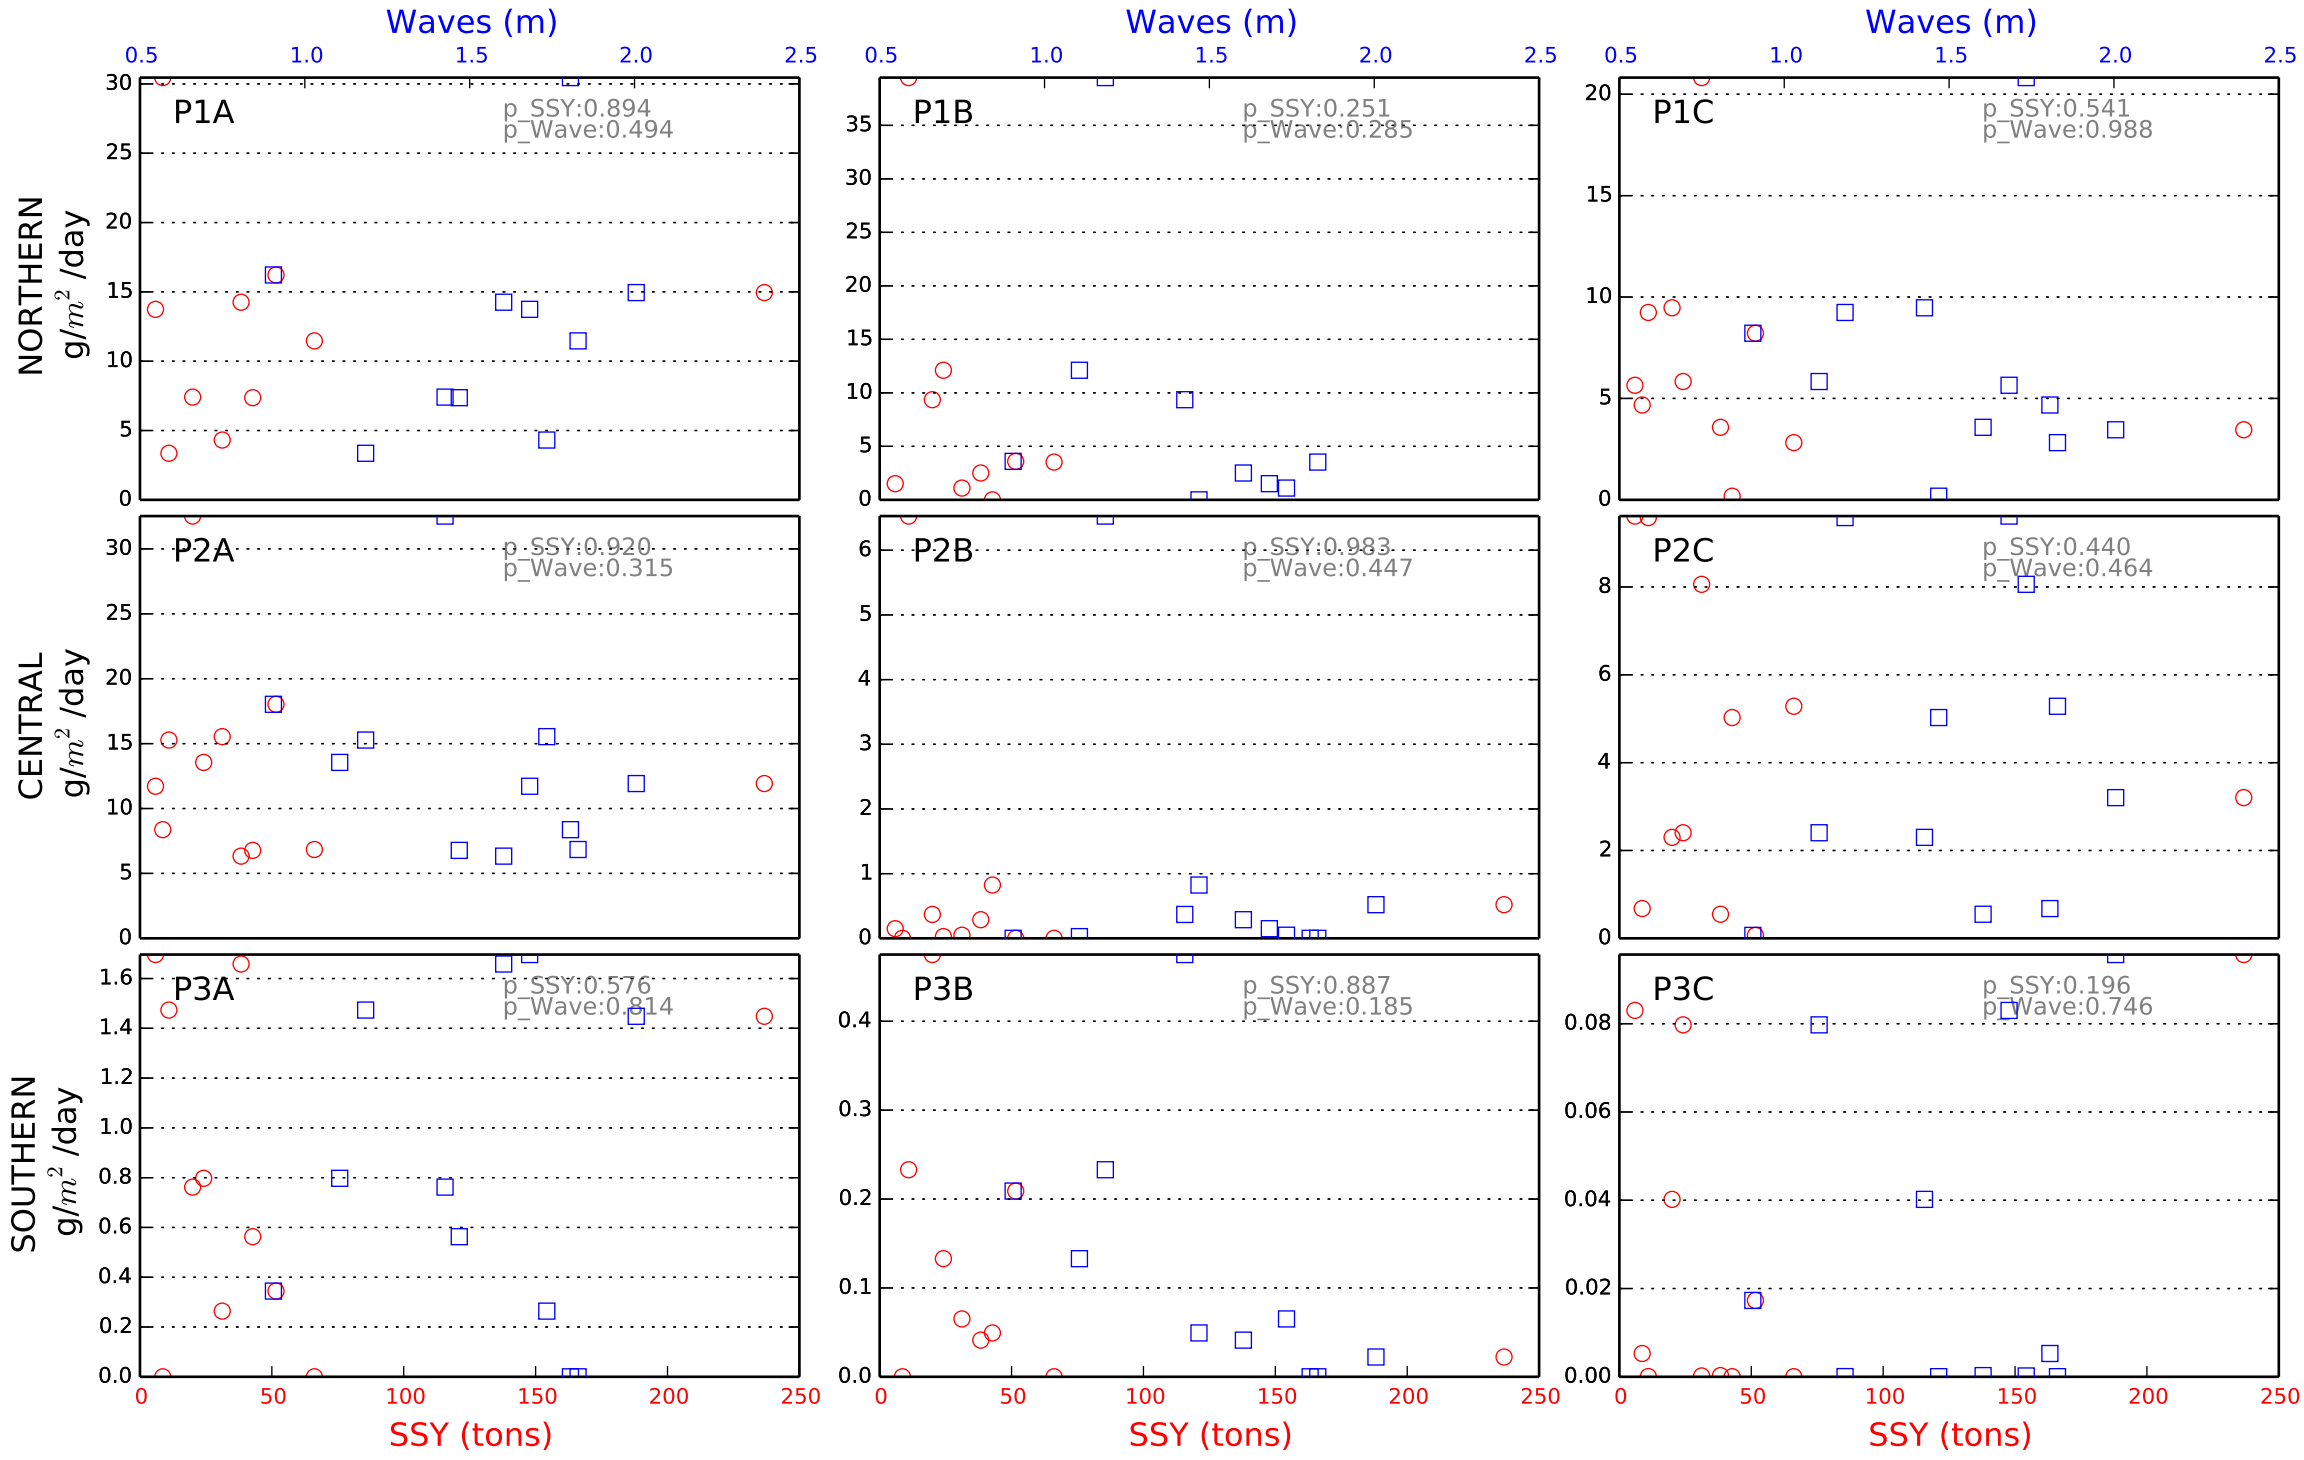 Waves (m) Waves (m) Waves (m)
0.5 1.0 1.5 2.0 2.5 0.5 1.0 1.5 2.0 2.5 0.5 1.0 1.5 2.0 2.5
NORTHERN
g/m² /day
30
25
20
15
10
5
0
P1A
p_SSY:0.894
p_Wave:0.494
35
30
25
20
15
10
5
0
P1B
p_SSY:0.251
p_Wave:0.285
20
15
10
5
0
P1C
p_SSY:0.541
p_Wave:0.988
CENTRAL
g/m² /day
30
25
20
15
10
5
0
P2A
p_SSY:0.920
p_Wave:0.315
6
5
4
3
2
1
0
P2B
p_SSY:0.983
p_Wave:0.447
8
6
4
2
0
P2C
p_SSY:0.440
p_Wave:0.464
SOUTHERN
g/m² /day
1.6
1.4
1.2
1.0
0.8
0.6
0.4
0.2
0.0
P3A
p_SSY:0.576
p_Wave:0.814
0.4
0.3
0.2
0.1
0.0
P3B
p_SSY:0.887
p_Wave:0.185
0.08
0.06
0.04
0.02
0.00
P3C
p_SSY:0.196
p_Wave:0.746
0 50 100 150 200 250 0 50 100 150 200 250 0 50 100 150 200 250
SSY (tons) SSY (tons) SSY (tons)